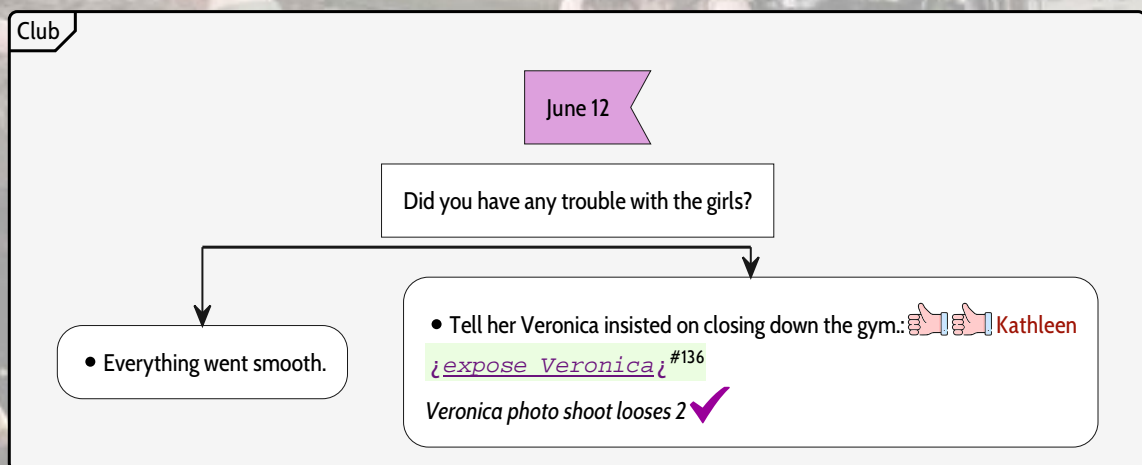 Club
June 12
Did you have any trouble with the girls?
• Everything went smooth.
• Tell her Veronica insisted on closing down the gym.: Kathleen
¿expose Veronica¿#136
Veronica photo shoot looses 2